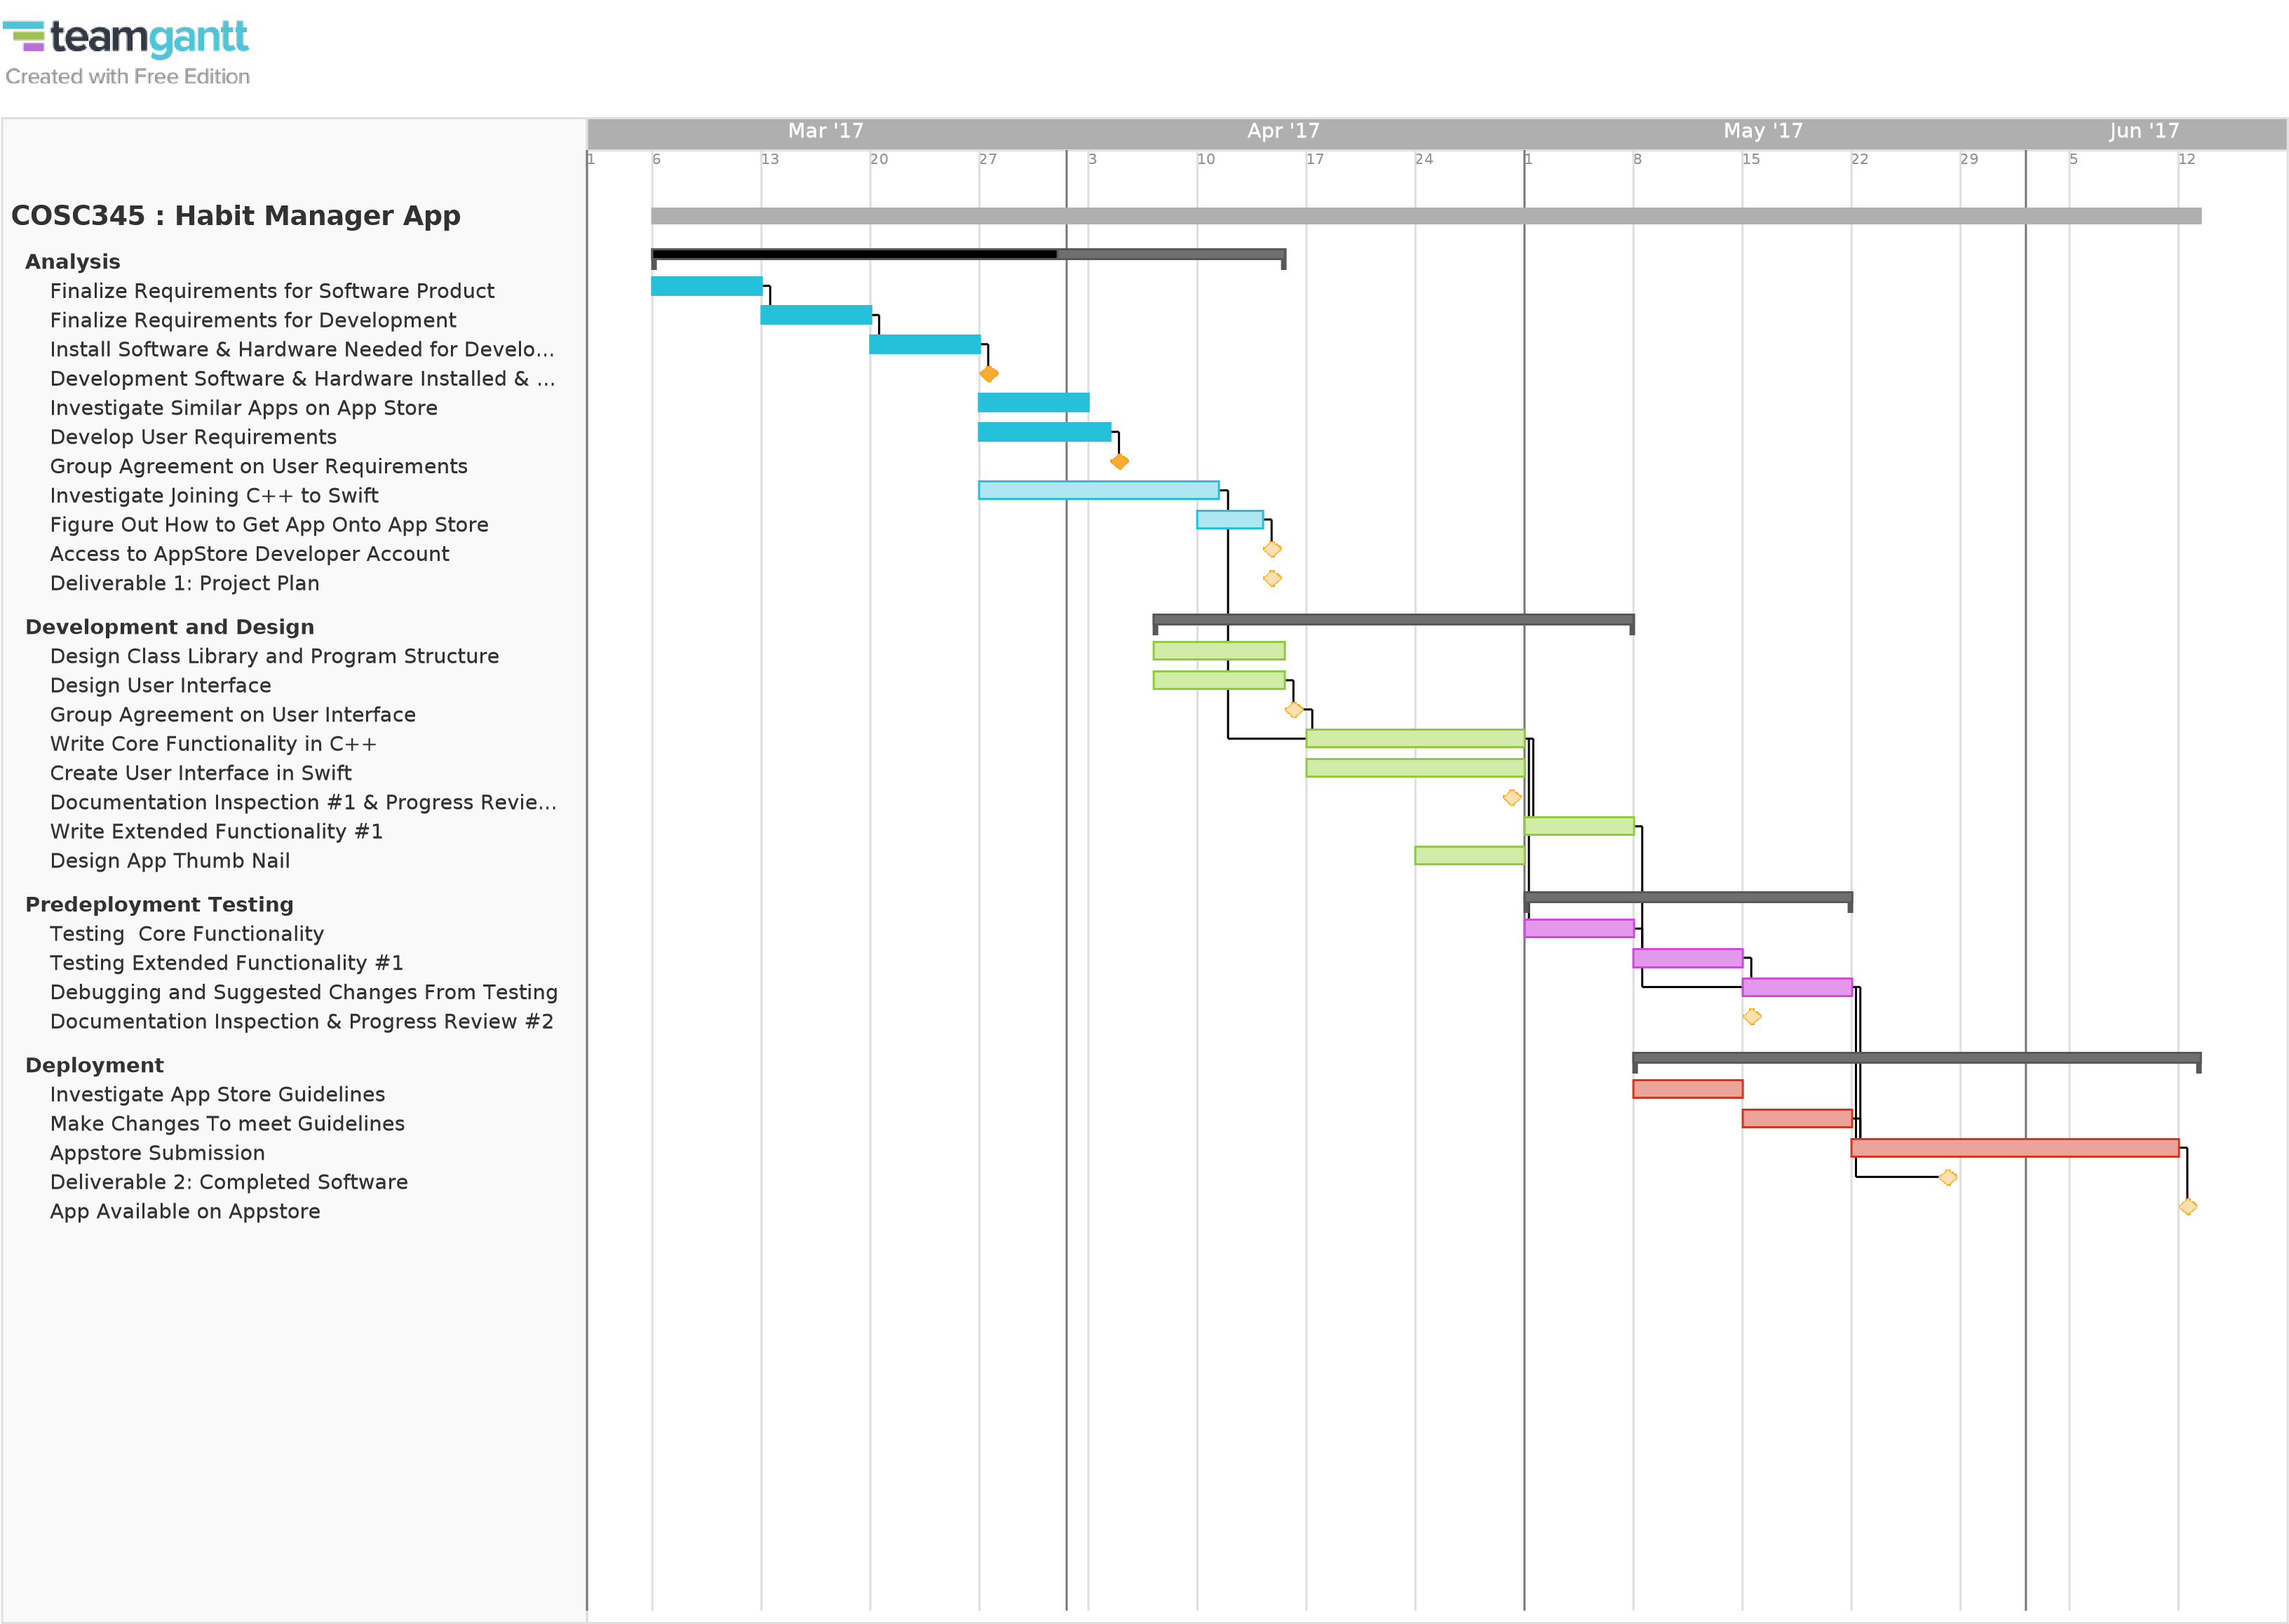 teamgantt
Created with Free Edition
Mar '17 Apr '17 May '17 Jun '17
1 6 13 20 27 3 10 17 24 1 8 15 22 29 5 12
COSC345 : Habit Manager App
Analysis
Finalize Requirements for Software Product
Finalize Requirements for Development
Install Software & Hardware Needed for Develo...
Development Software & Hardware Installed & ...
Investigate Similar Apps on App Store
Develop User Requirements
Group Agreement on User Requirements
Investigate Joining C++ to Swift
Figure Out How to Get App Onto App Store
Access to AppStore Developer Account
Deliverable 1: Project Plan
Development and Design
Design Class Library and Program Structure
Design User Interface
Group Agreement on User Interface
Write Core Functionality in C++
Create User Interface in Swift
Documentation Inspection #1 & Progress Revie...
Write Extended Functionality #1
Design App Thumb Nail
Predeployment Testing
Testing  Core Functionality
Testing Extended Functionality #1
Debugging and Suggested Changes From Testing
Documentation Inspection & Progress Review #2
Deployment
Investigate App Store Guidelines
Make Changes To meet Guidelines
Appstore Submission
Deliverable 2: Completed Software
App Available on Appstore